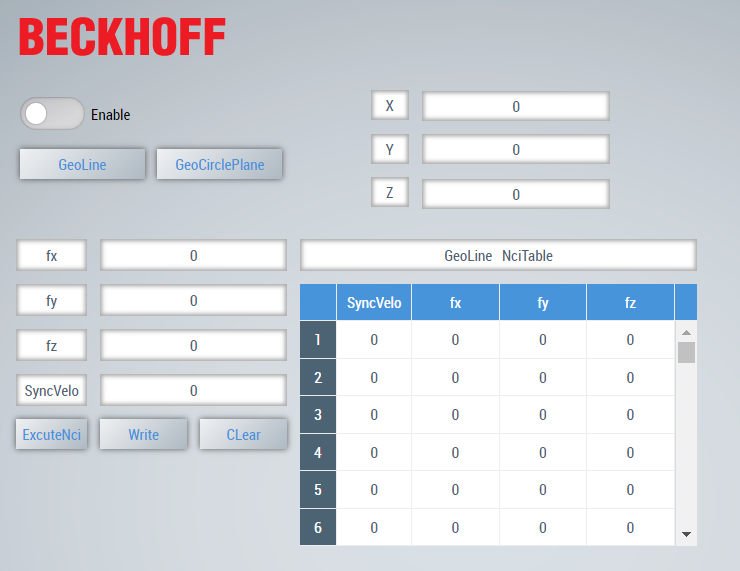 BECKHOFF
Enable
X 0
Y 0
Z 0
GeoLine GeoCirclePlane
fx 0
fy 0
fz 0
SyncVelo 0
ExcuteNci Write CLear
GeoLine NciTable
SyncVelo fx fy fz
1 0 0 0 0
2 0 0 0 0
3 0 0 0 0
4 0 0 0 0
5 0 0 0 0
6 0 0 0 0